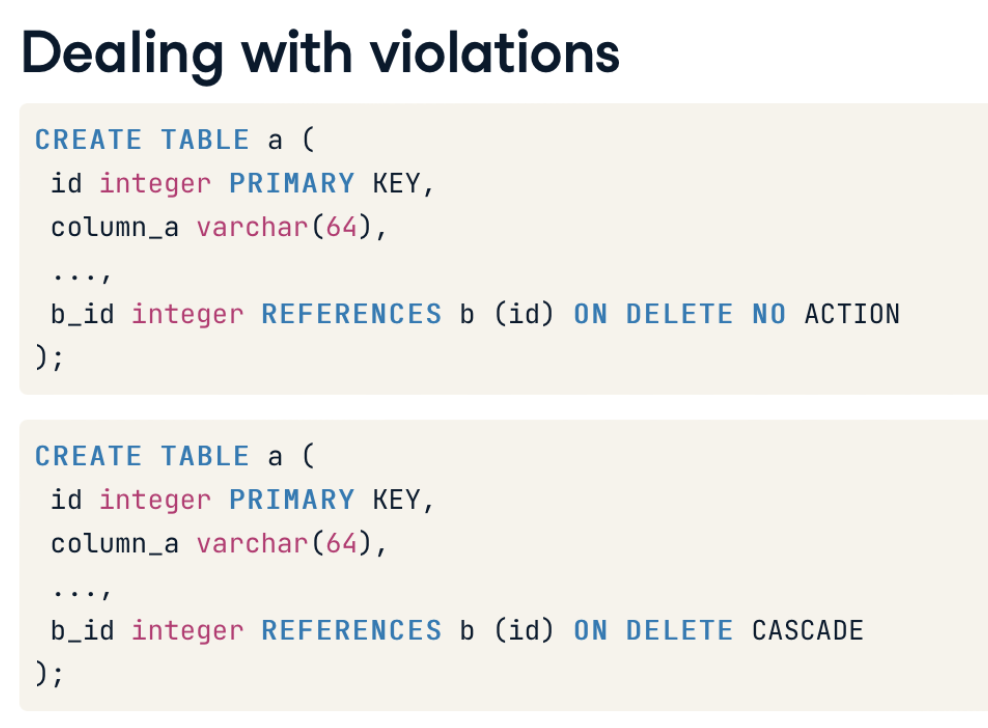 Dealing with violations
CREATE TABLE a (
id integer PRIMARY KEY,
column_a varchar(64),
...,
b_id integer REFERENCES b (id) ON DELETE NO ACTION
);
CREATE TABLE a (
id integer PRIMARY KEY,
column_a varchar(64),
...,
b_id integer REFERENCES b (id) ON DELETE CASCADE
);